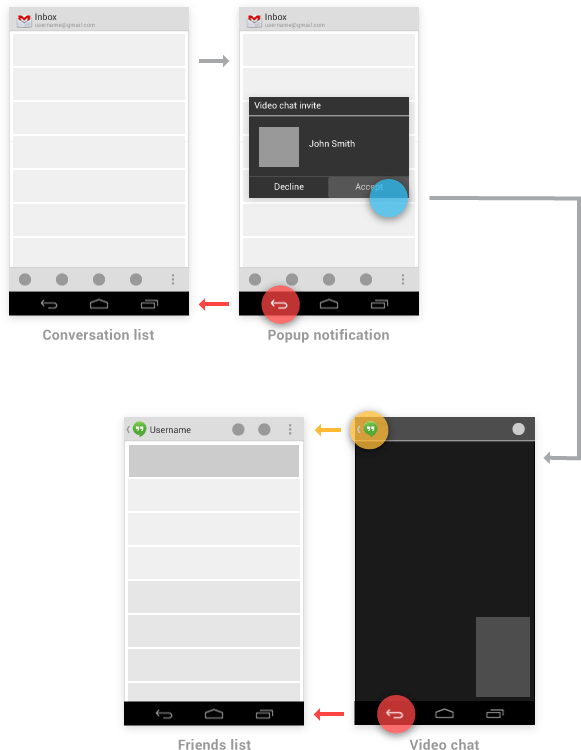 Inbox
username@gmail.com
Inbox
username@gmail.com
Video chat invite
John Smith
Decline
Accept
Conversation list
Popup notification
Username
Friends list
Video chat